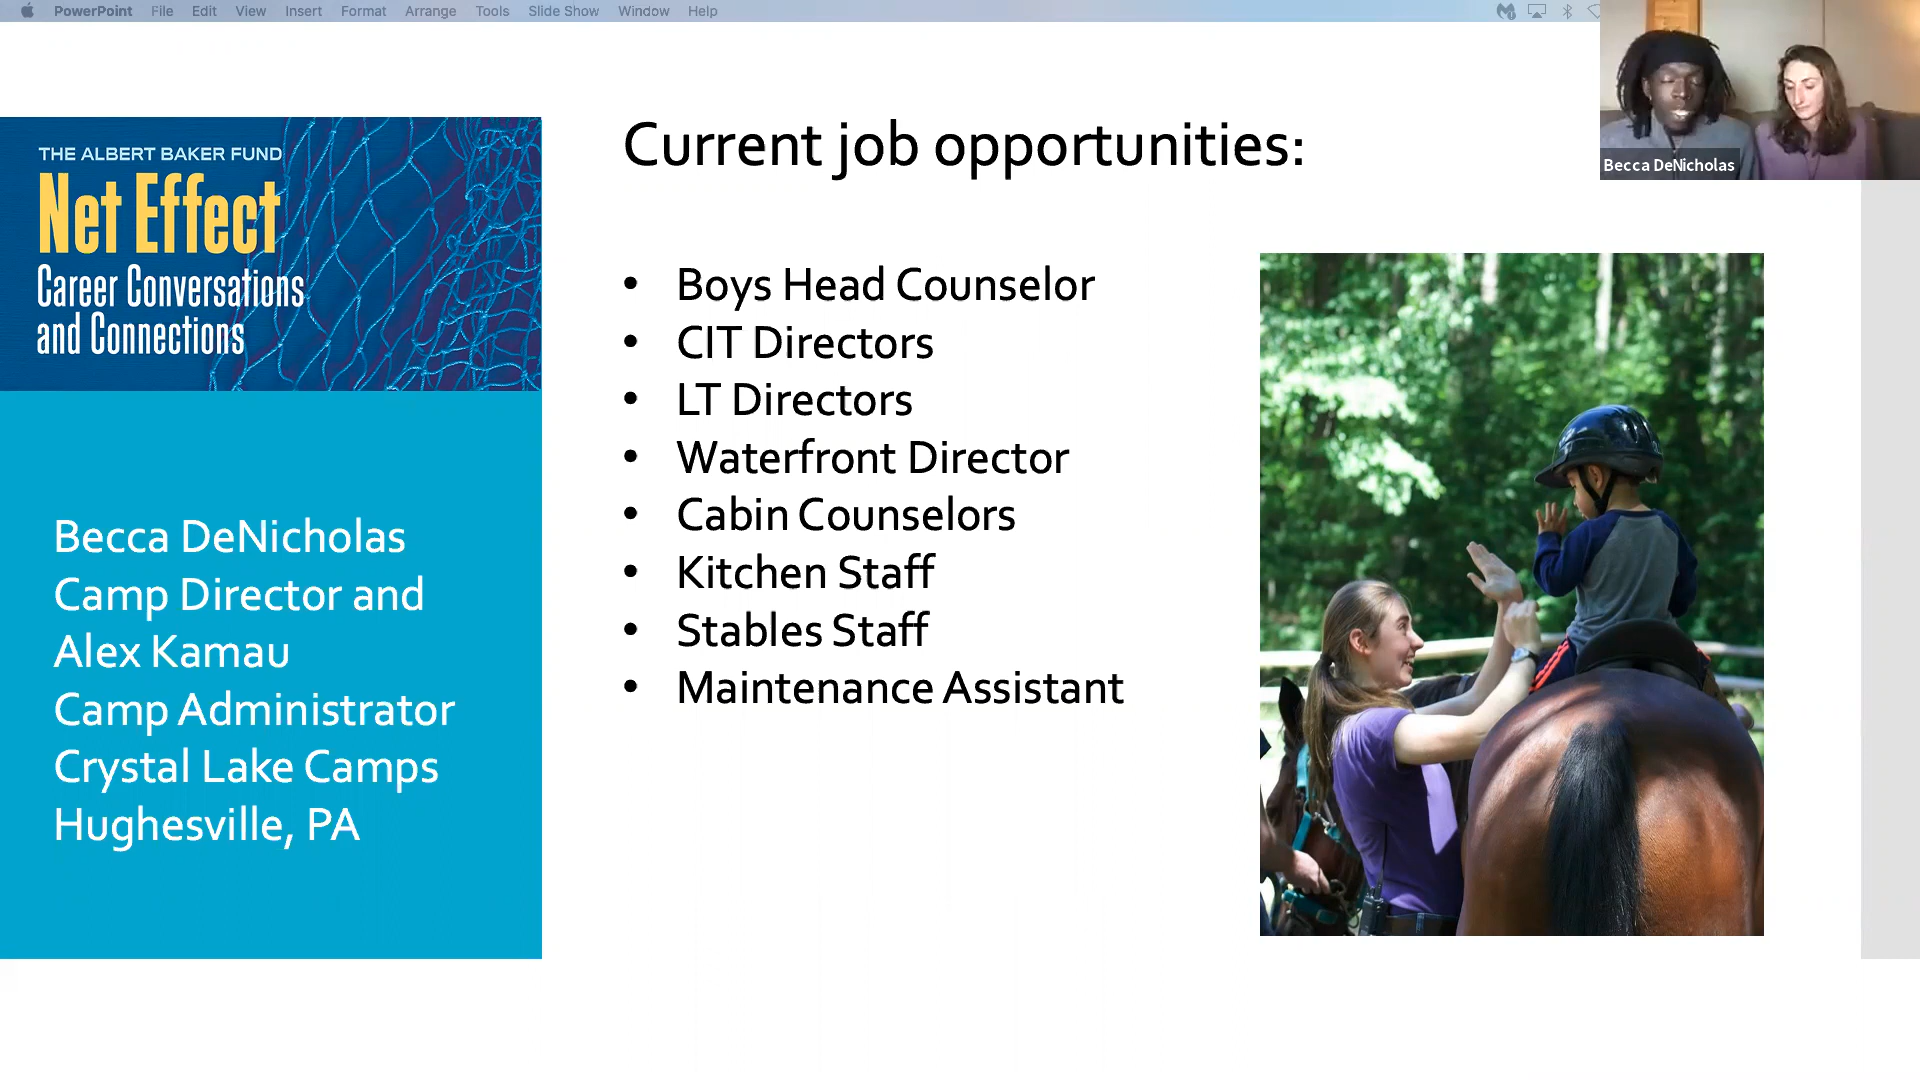 PowerPoint File Edit View Insert Format Arrange Tools Slide Show Window Help
Becca DeNicholas
THE ALBERT BAKER FUND
Net Effect
Career Conversations
and Connections
Becca DeNicholas
Camp Director and
Alex Kamau
Camp Administrator
Crystal Lake Camps
Hughesville, PA
Current job opportunities:
• Boys Head Counselor
• CIT Directors
• LT Directors
• Waterfront Director
• Cabin Counselors
• Kitchen Staff
• Stables Staff
• Maintenance Assistant